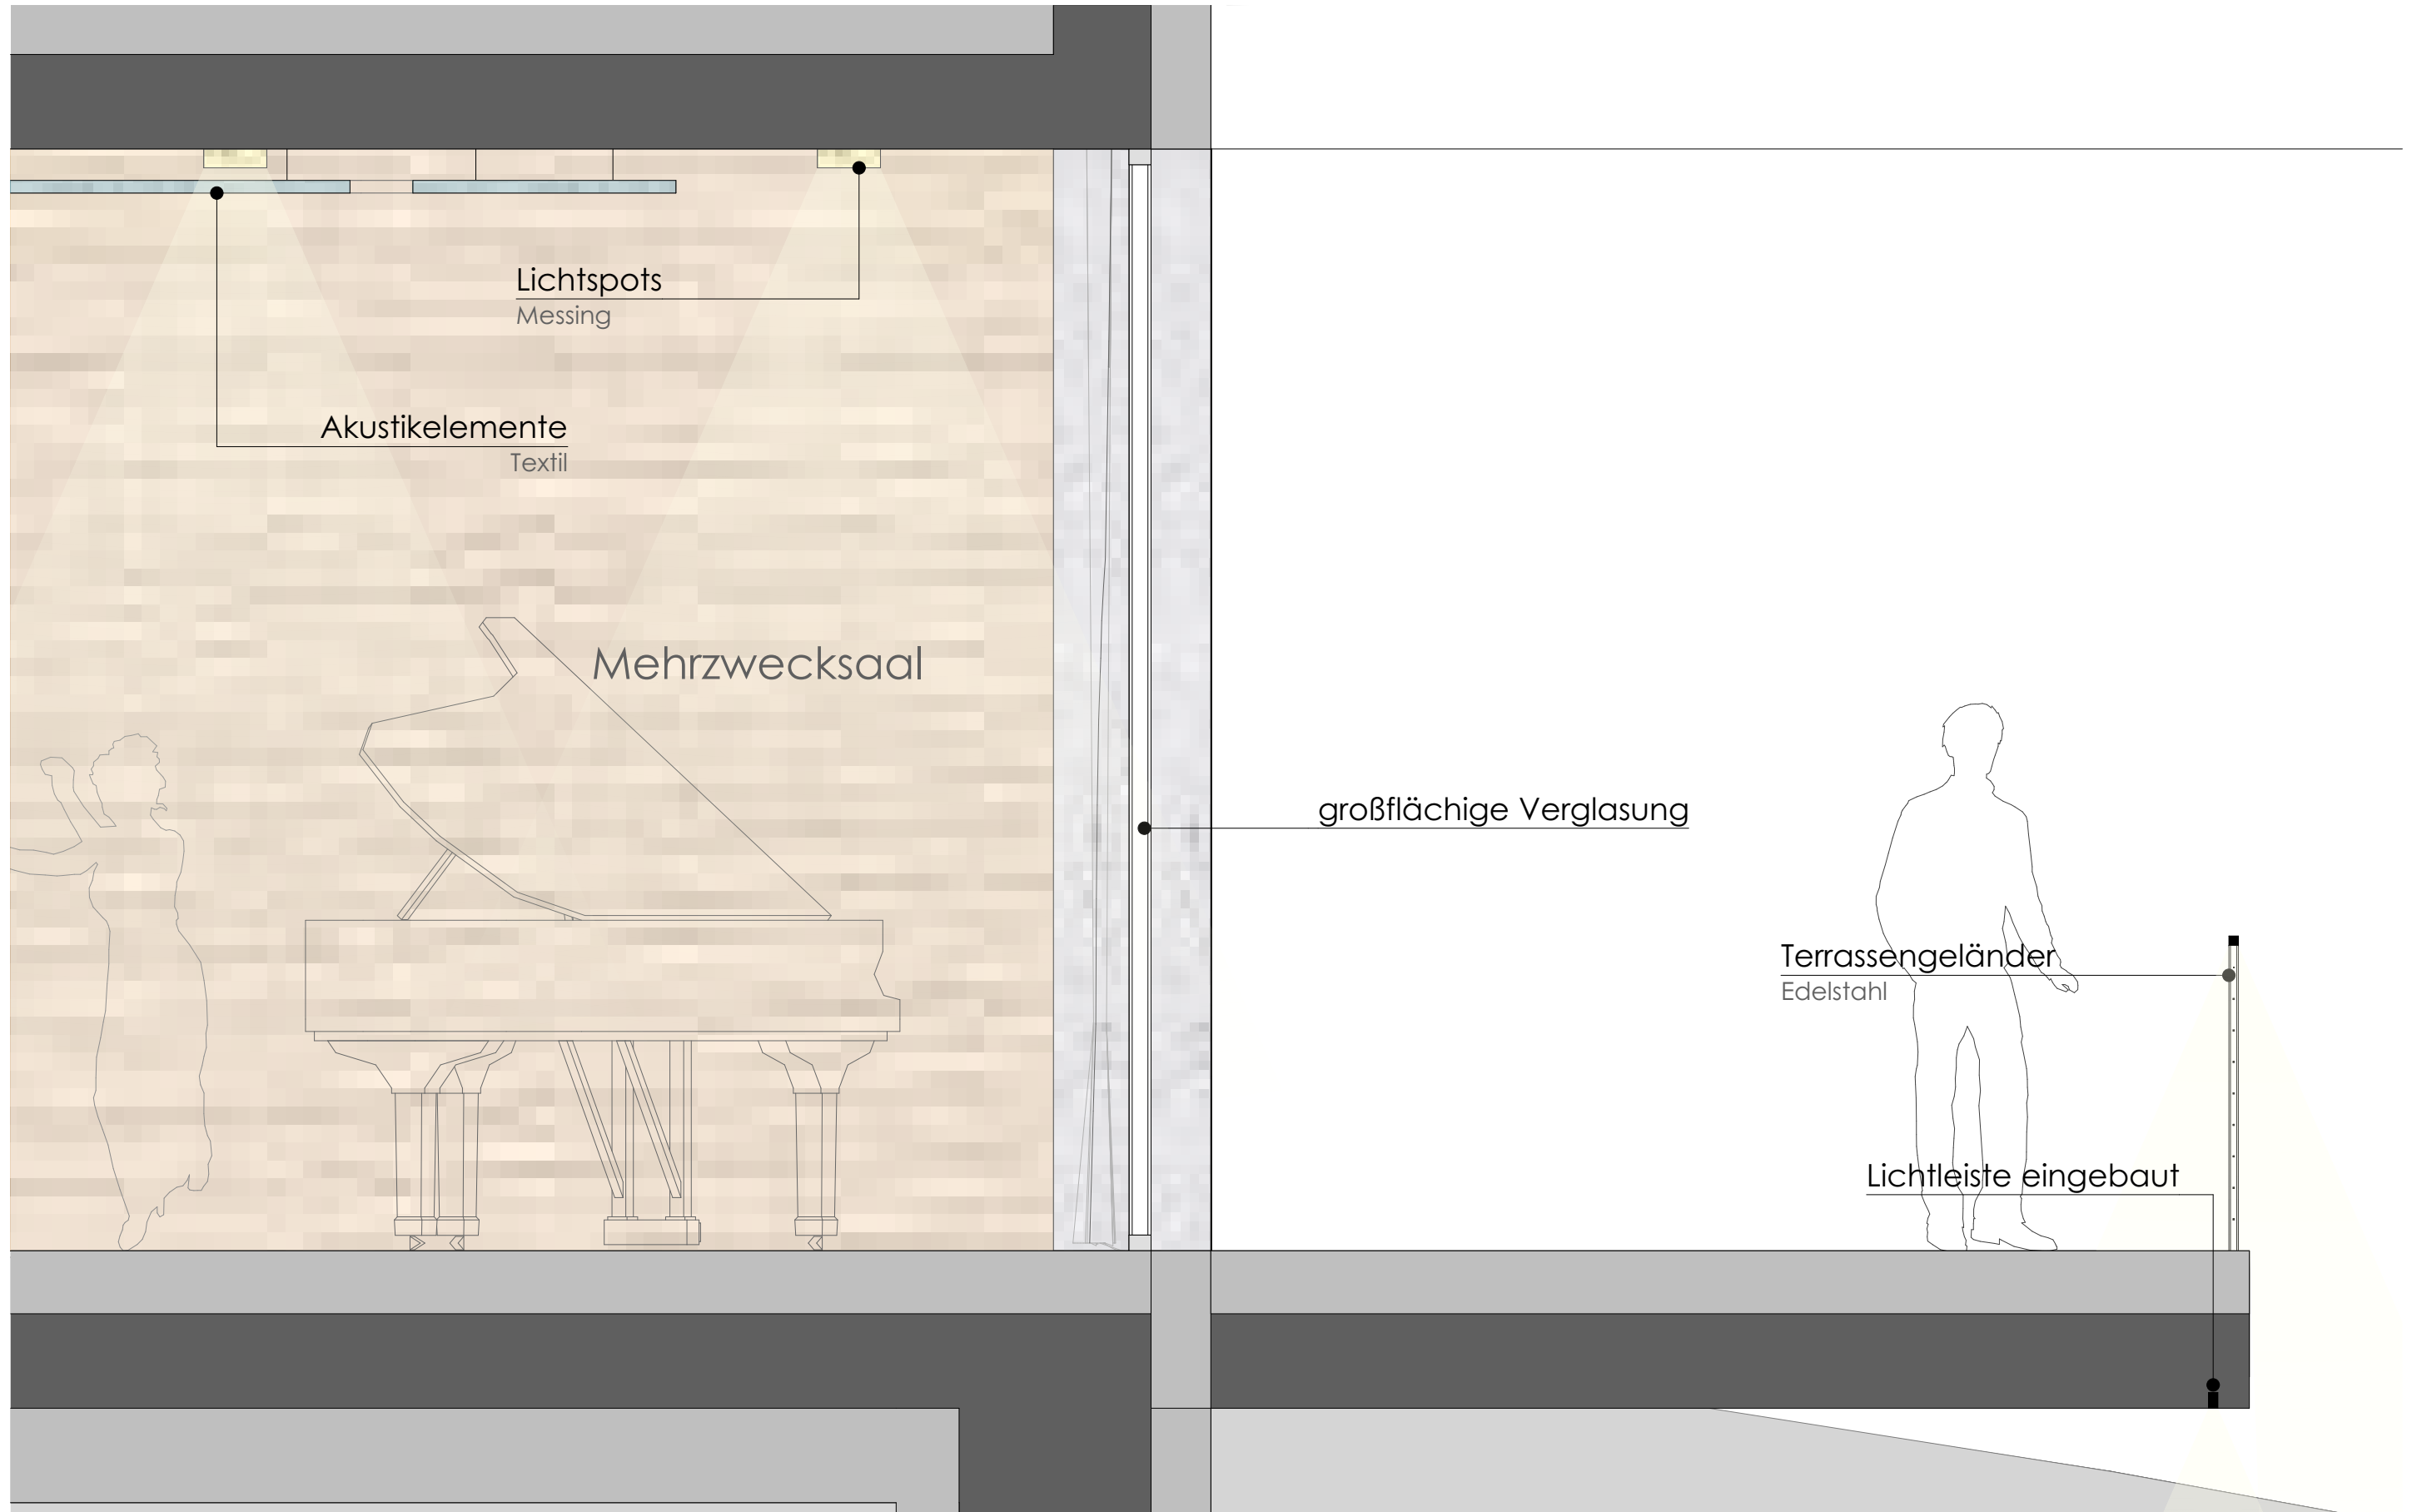 Lichtspots
Messing
Akustikelemente
Textil
Mehrzwecksaal
großflächige Verglasung
Terrassengeländer
Edelstahl
Lichtleiste eingebaut